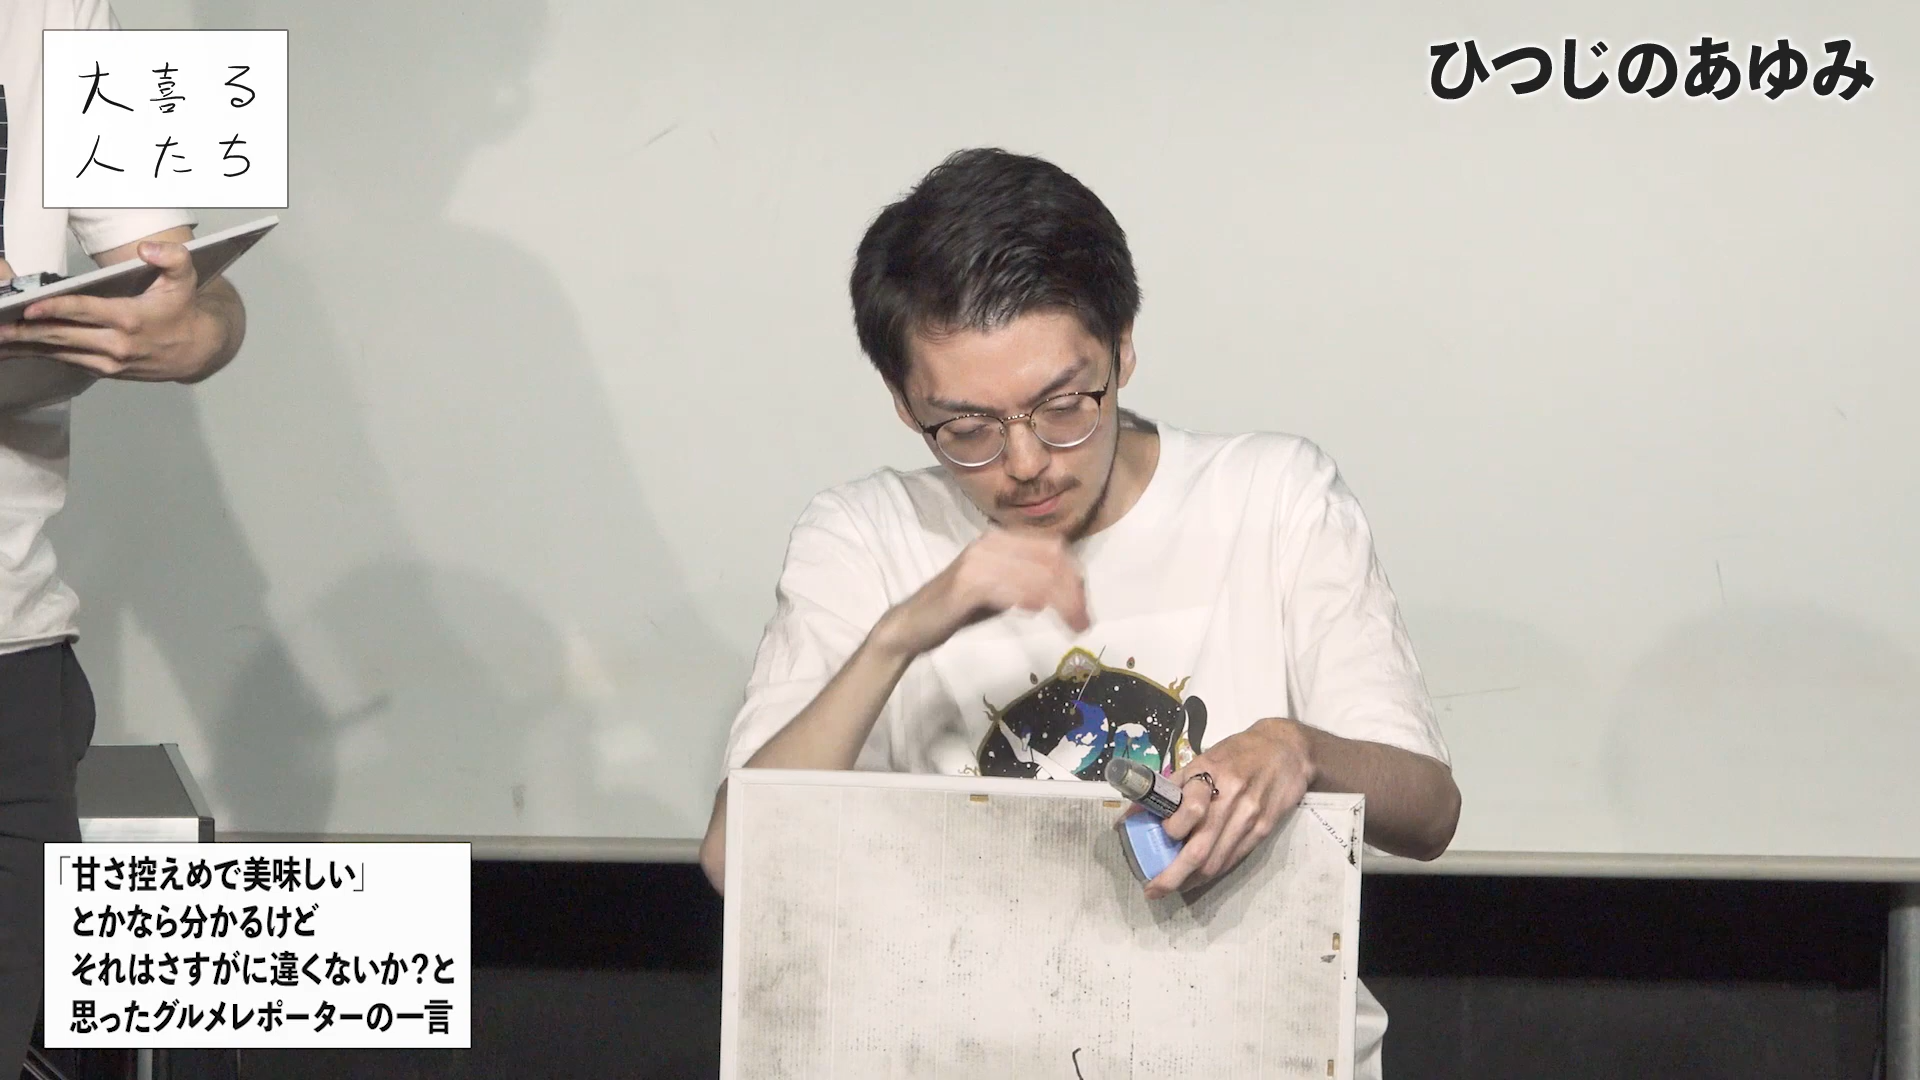 大喜る
人たち
ひつじのあゆみ
「甘さ控えめで美味しい」
とかなら分かるけど
それはさすがに違くないか？と
思ったグルメレポーターの一言